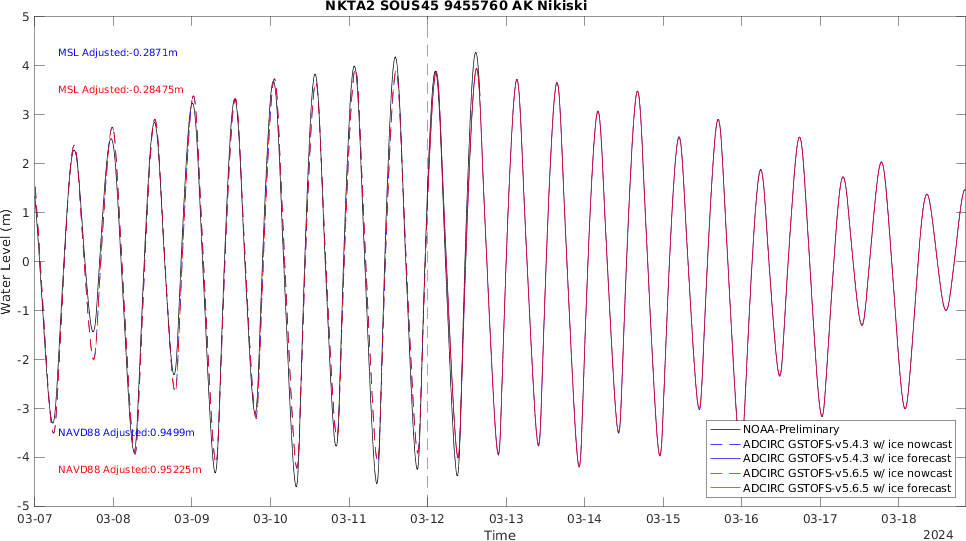 NKTA2 SOUS45 9455760 AK Nikiski
Water Level (m)
5
4
3
2
1
0
-1
-2
-3
-4
-5
MSL Adjusted:-0.2871m
MSL Adjusted:-0.28475m
NAVD88 Adjusted:0.9499m
NAVD88 Adjusted:0.95225m
NOAA-Preliminary
ADCIRC GSTOFS-v5.4.3 w/ ice nowcast
ADCIRC GSTOFS-v5.4.3 w/ ice forecast
ADCIRC GSTOFS-v5.6.5 w/ ice nowcast
ADCIRC GSTOFS-v5.6.5 w/ ice forecast
03-07 03-08 03-09 03-10 03-11 03-12 03-13 03-14 03-15 03-16 03-17 03-18
Time
2024